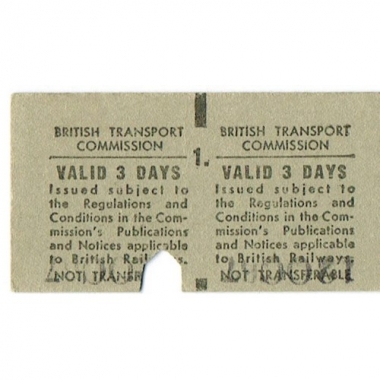 BRITISH TRANSPORT
COMMISSION
VALID 3 DAYS
Issued subject to
the Regulations and
Conditions in the Com-
mission's Publications
and Notices applicable
to British Railways.
NOT TRANSF
1.
BRITISH TRANSPORT
COMMISSION
VALID 3 DAYS
Issued subject to
the Regulations and
Conditions in the Com-
mission's Publications
and Notices applicable
to British Railways.
NOT TRANSFERABLE